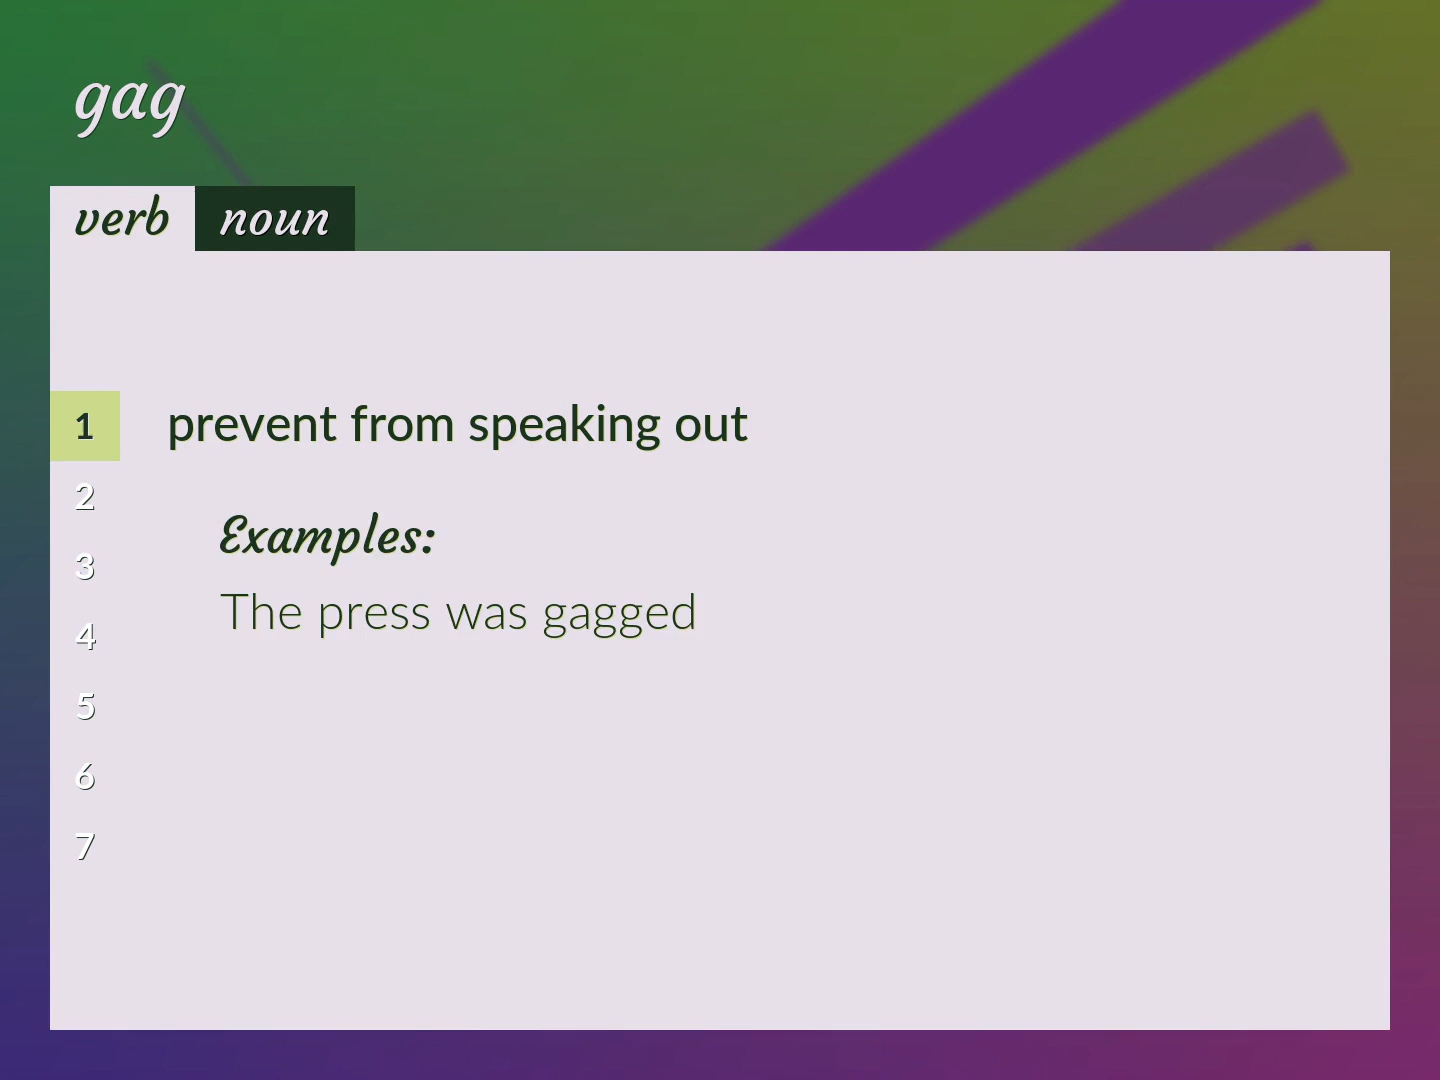 gag
verb noun
1 prevent from speaking out
2
Examples:
3
The press was gagged
4
5
6
7